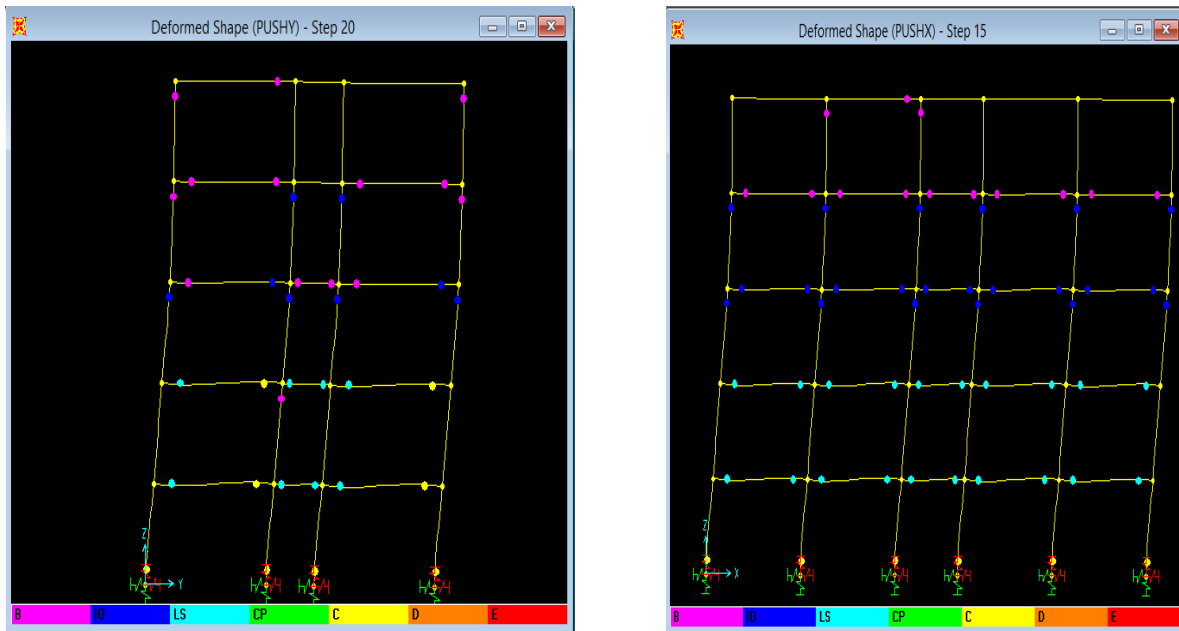 Deformed Shape (PUSHY) - Step 20
Z
Y
B IO LS CP C D E
Deformed Shape (PUSHX) - Step 15
Z
X
B IO LS CP C D E